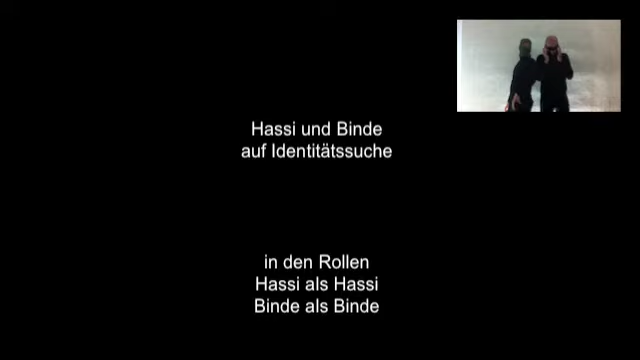 Hassi und Binde
auf Identitätssuche
in den Rollen
Hassi als Hassi
Binde als Binde